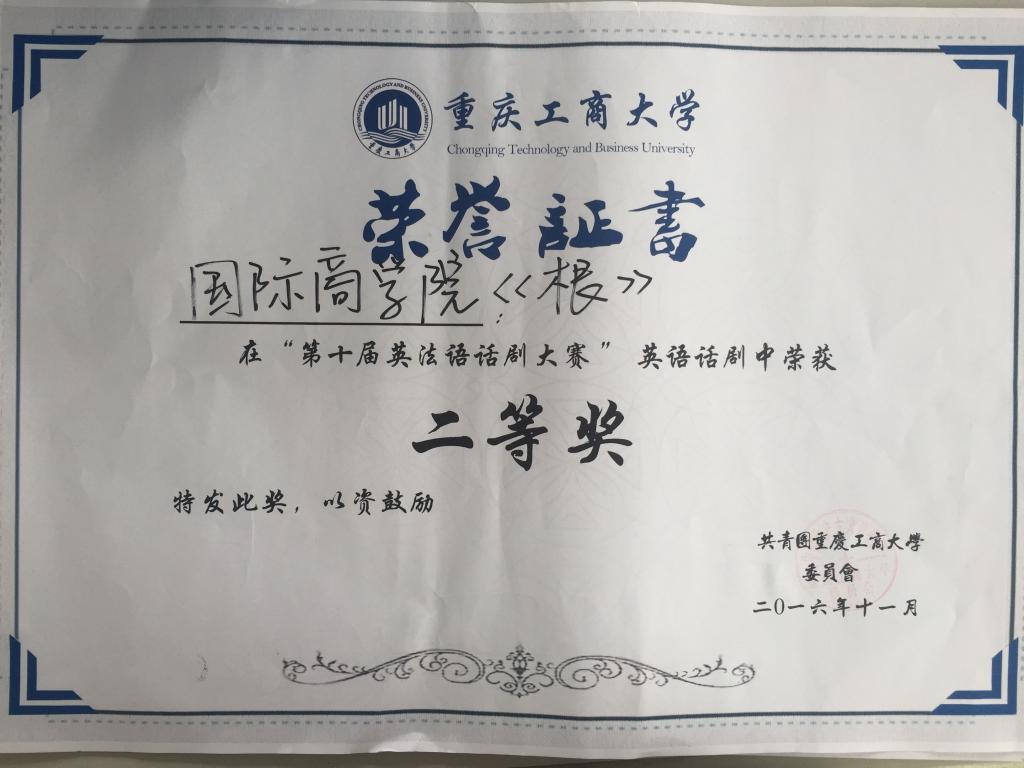 重庆工商大学
Chongqing Technology and Business University
荣誉証書
国际商学院:《根》
在“第十届英法语话剧大赛” 英语话剧中荣获
二等奖
特发此奖，以资鼓励
共青团重慶工商大學
委員會
二〇一六年十一月